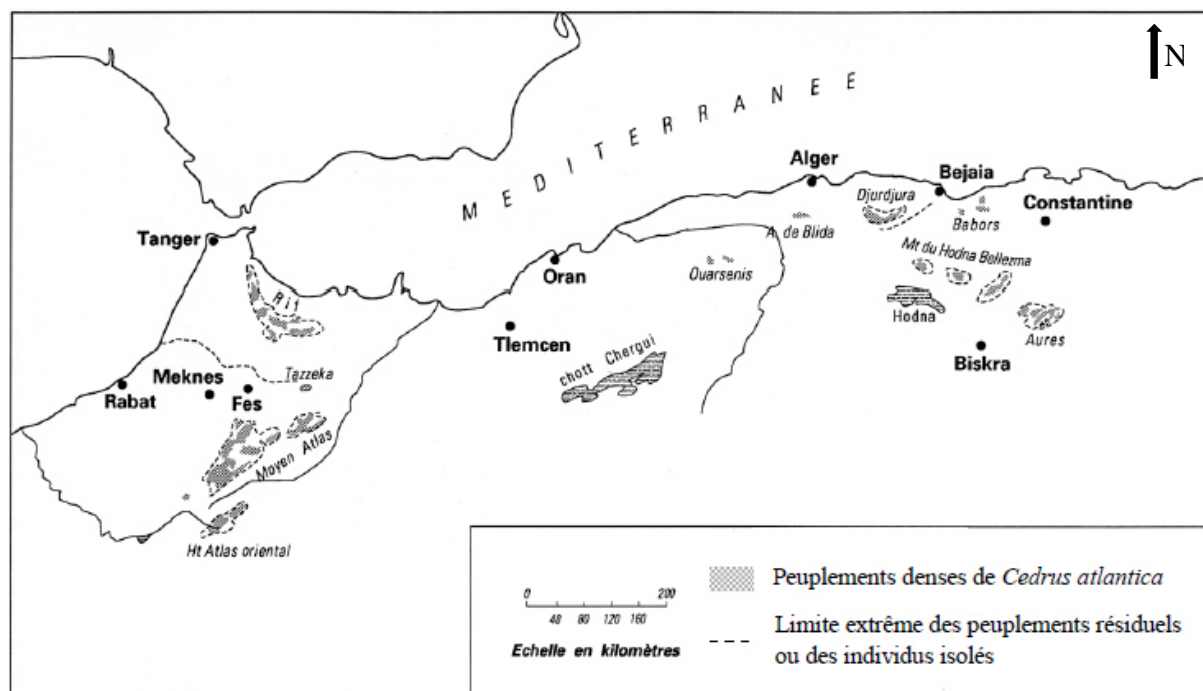 N
MEDITERRANEE
Alger
Bejaia
Djurdjura
Constantine
Babors
A. de Blida
Tanger
Oran
Ouarsenis
Mt du Hodna Bellezma
Rif
Hodna
Aures
Tlemcen
Biskra
chott Chergui
Tazzeka
Meknes
Rabat
Fes
Moyen Atlas
Ht Atlas oriental
0 200
40 80 120 160
Echelle en kilomètres
Peuplements denses de Cedrus atlantica
Limite extrême des peuplements résiduels
ou des individus isolés